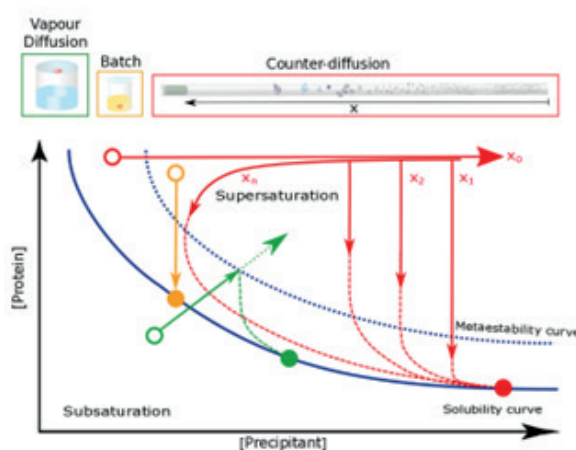 Vapour
Diffusion
Batch
Counter-diffusion
x
x₀
xₙ
x₂
x₁
Supersaturation
[Protein]
Metaestability curve
Subsaturation
Solubility curve
[Precipitant]